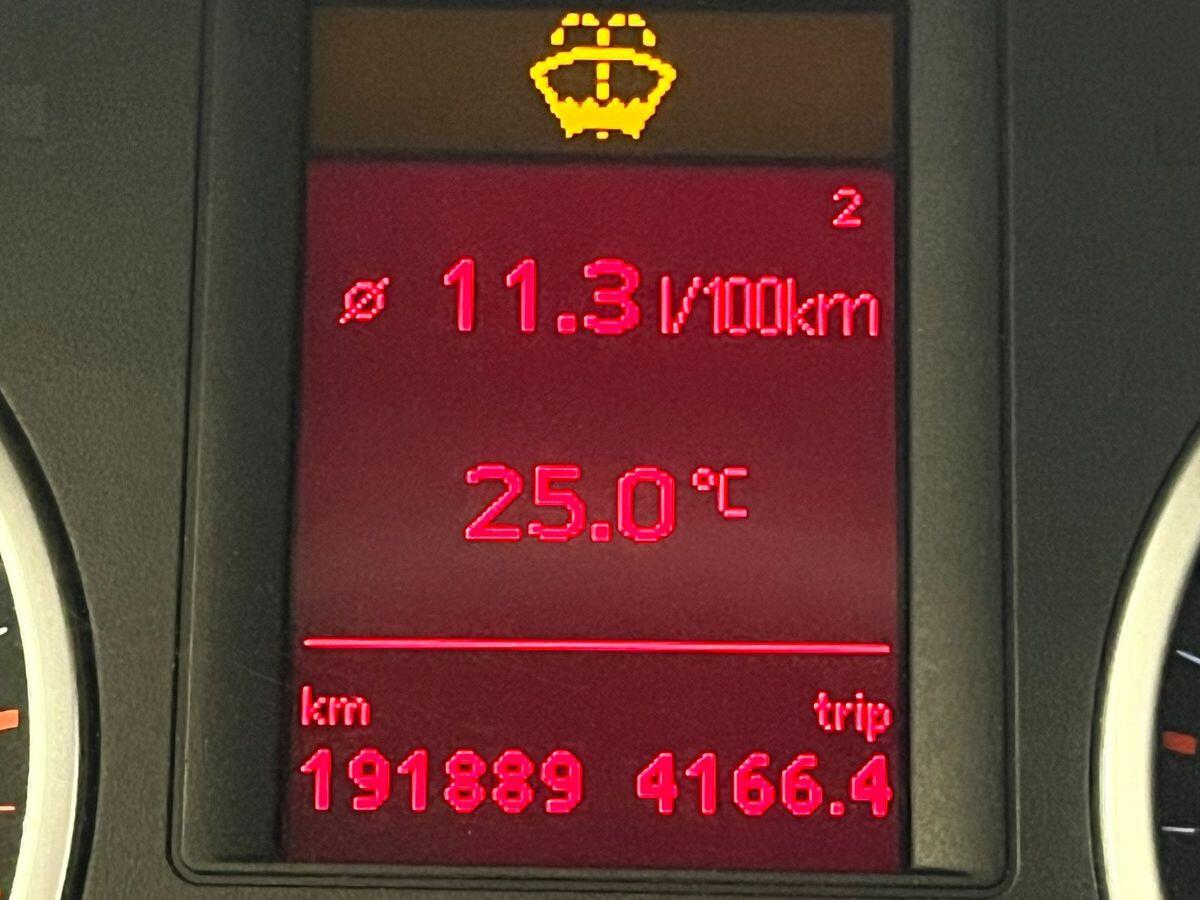 2
ø 11.3 l/100km
25.0 °C
km trip
191889 4166.4